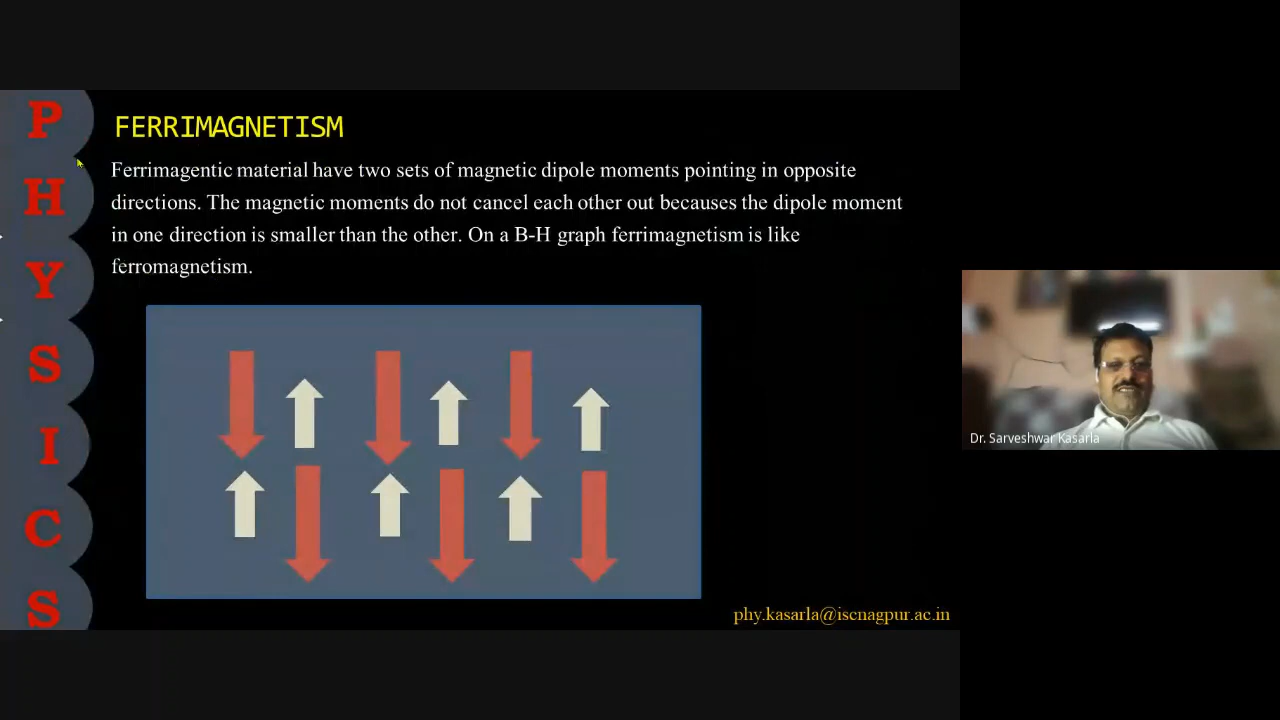 P
H
Y
S
I
C
S
FERRIMAGNETISM
Ferrimagentic material have two sets of magnetic dipole moments pointing in opposite
directions. The magnetic moments do not cancel each other out becauses the dipole moment
in one direction is smaller than the other. On a B-H graph ferrimagnetism is like
ferromagnetism.
Dr. Sarveshwar Kasarla
phy.kasarla@iscnagpur.ac.in